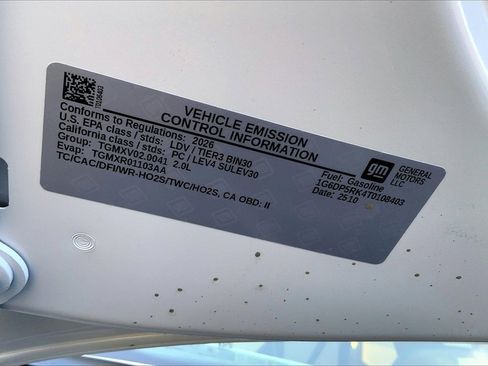 T0108403
VEHICLE EMISSION
CONTROL INFORMATION
Conforms to Regulations: 2026
U.S. EPA class / stds: LDV / TIER3 BIN30
California class / stds: PC / LEV4 SULEV30
Group: TGMXV02.0041 2.0L
Evap: TGMXR01103AA
TC/CAC/DFI/WR-HO2S/TWC/HO2S, CA OBD: II
Fuel: Gasoline
1G6DP5RK4T0108403
Date: 2510
gm
GENERAL
MOTORS
LLC